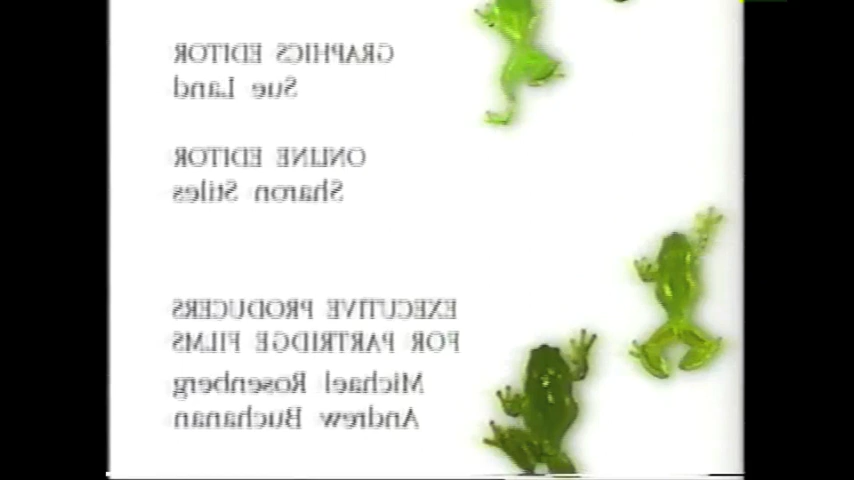 GRAPHICS EDITOR
Sue Land
ONLINE EDITOR
Sharon Stiles
EXECUTIVE PRODUCERS
FOR PARTRIDGE FILMS
Michael Rosenberg
Andrew Buchanan